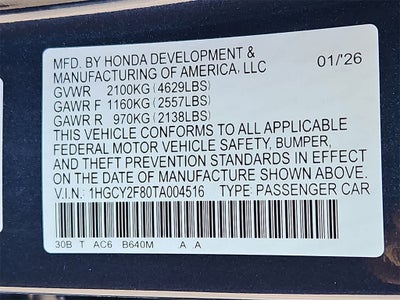 MFD. BY HONDA DEVELOPMENT &
MANUFACTURING OF AMERICA, LLC 01/'26
GVWR 2100KG (4629LBS)
GAWR F 1160KG (2557LBS)
GAWR R 970KG (2138LBS)
THIS VEHICLE CONFORMS TO ALL APPLICABLE
FEDERAL MOTOR VEHICLE SAFETY, BUMPER,
AND THEFT PREVENTION STANDARDS IN EFFECT
ON THE DATE OF MANUFACTURE SHOWN ABOVE.
V.I.N.: 1HGCY2F80TA004516 TYPE: PASSENGER CAR
30B T AC6 B640M A A